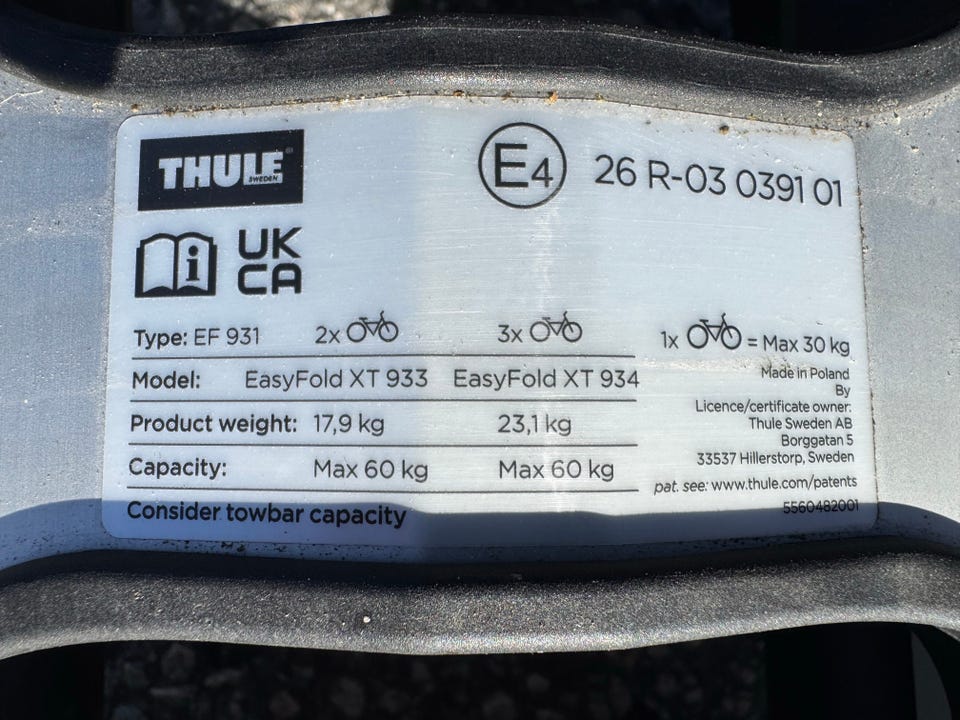 THULE®
SWEDEN
E4 26 R-03 0391 01
UK
CA
Type: EF 931 2x 3x 1x = Max 30 kg
Model: EasyFold XT 933 EasyFold XT 934
Product weight: 17,9 kg 23,1 kg
Capacity: Max 60 kg Max 60 kg
Consider towbar capacity
Made in Poland
By
Licence/certificate owner:
Thule Sweden AB
Borggatan 5
33537 Hillerstorp, Sweden
pat. see: www.thule.com/patents
5560482001